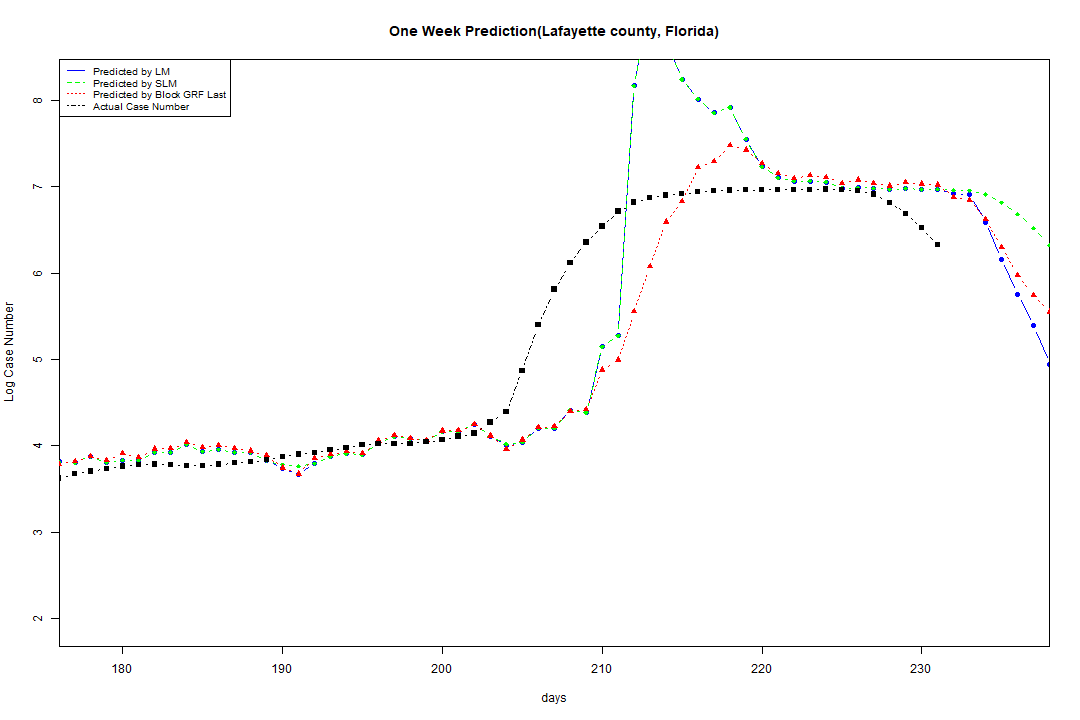 One Week Prediction(Lafayette county, Florida)
Predicted by LM
Predicted by SLM
Predicted by Block GRF Last
Actual Case Number
8
7
6
5
4
3
2
Log Case Number
180 190 200 210 220 230
days